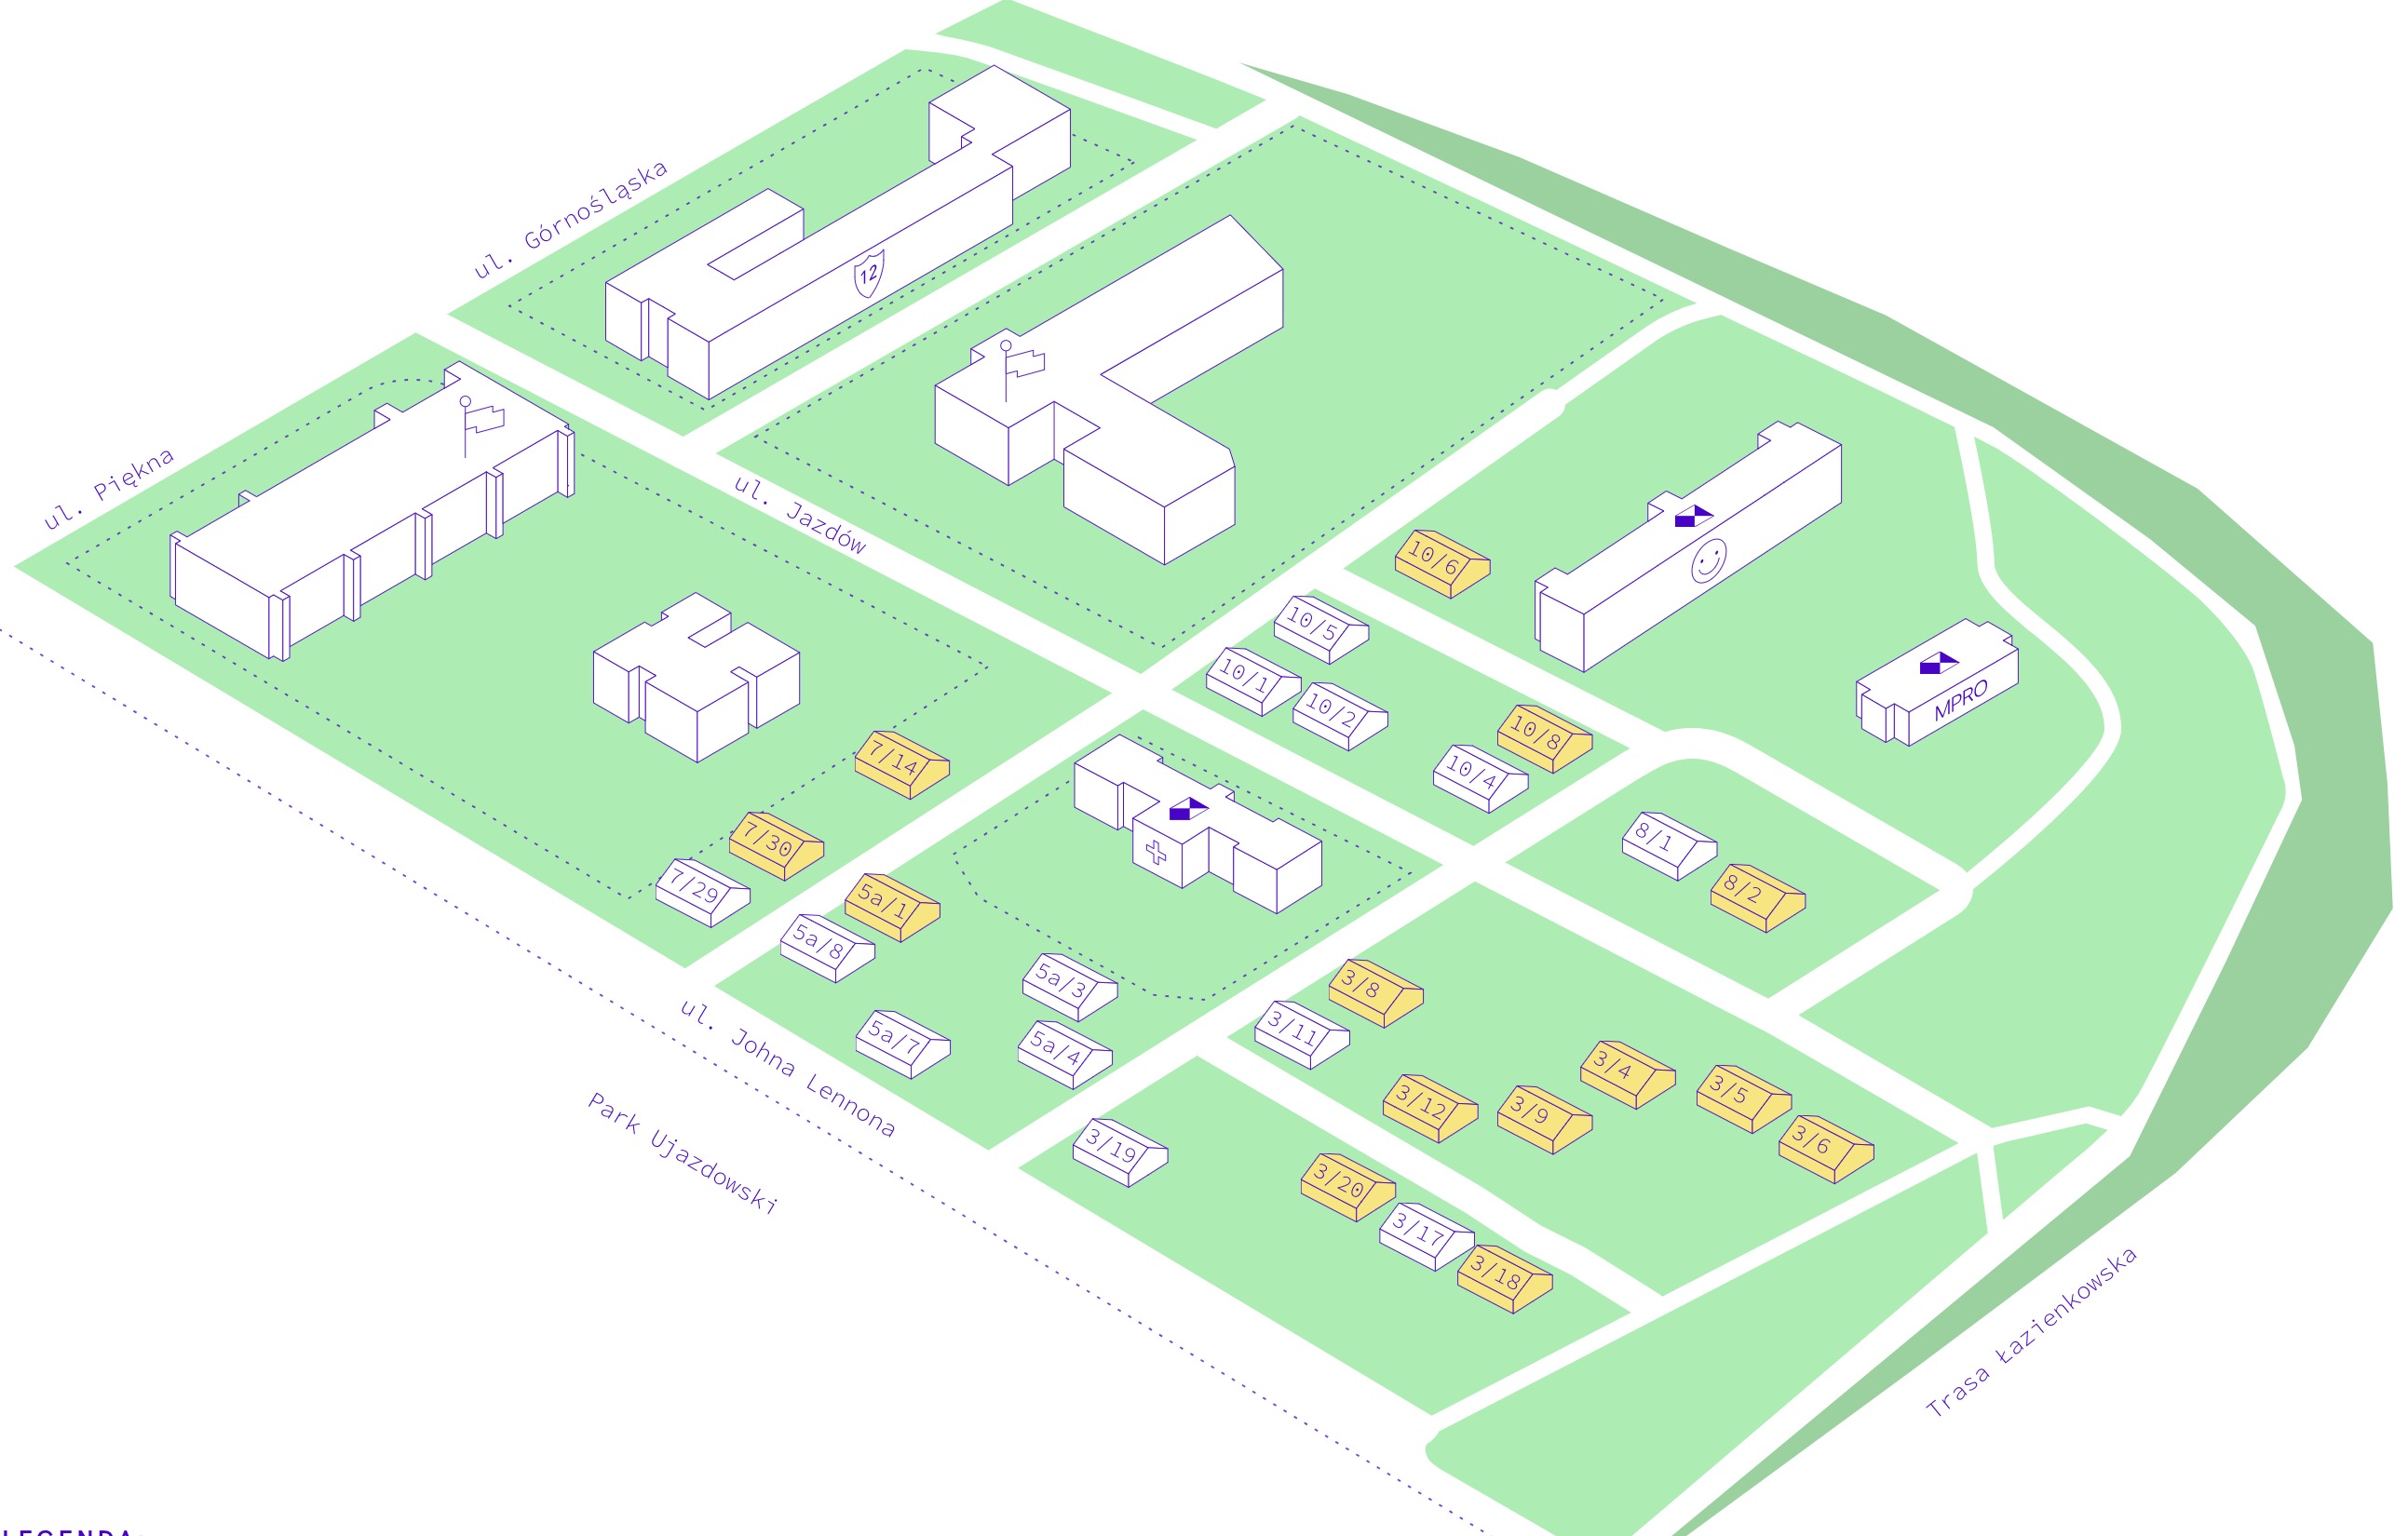 ul. Górnośląska
12
ul. Piękna
ul. Jazdów
10/6
10/5
10/1
10/2
MPRO
10/8
10/4
7/14
7/30
7/29
8/1
8/2
5a/1
5a/8
5a/3
5a/7
5a/4
3/8
3/11
3/4
3/5
3/12
3/9
3/6
ul. Johna Lennona
Park Ujazdowski
3/19
3/20
3/17
3/18
Trasa Łazienkowska
LEGENDA: